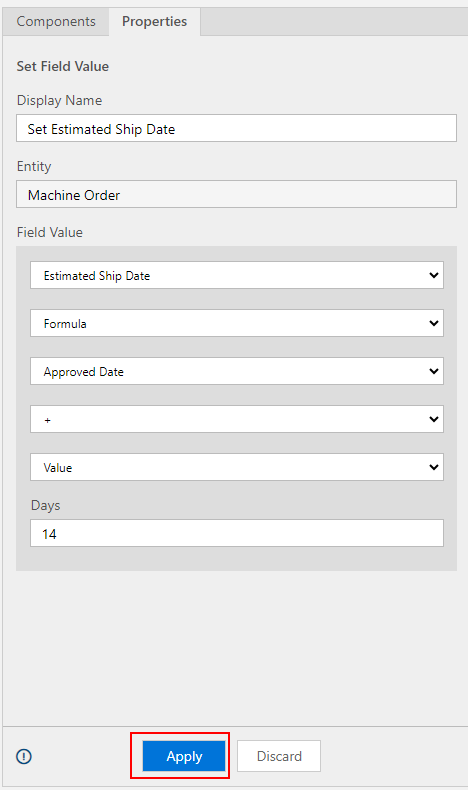 Components Properties
Set Field Value
Display Name
Set Estimated Ship Date
Entity
Machine Order
Field Value
Estimated Ship Date
Formula
Approved Date
+
Value
Days
14
Apply Discard